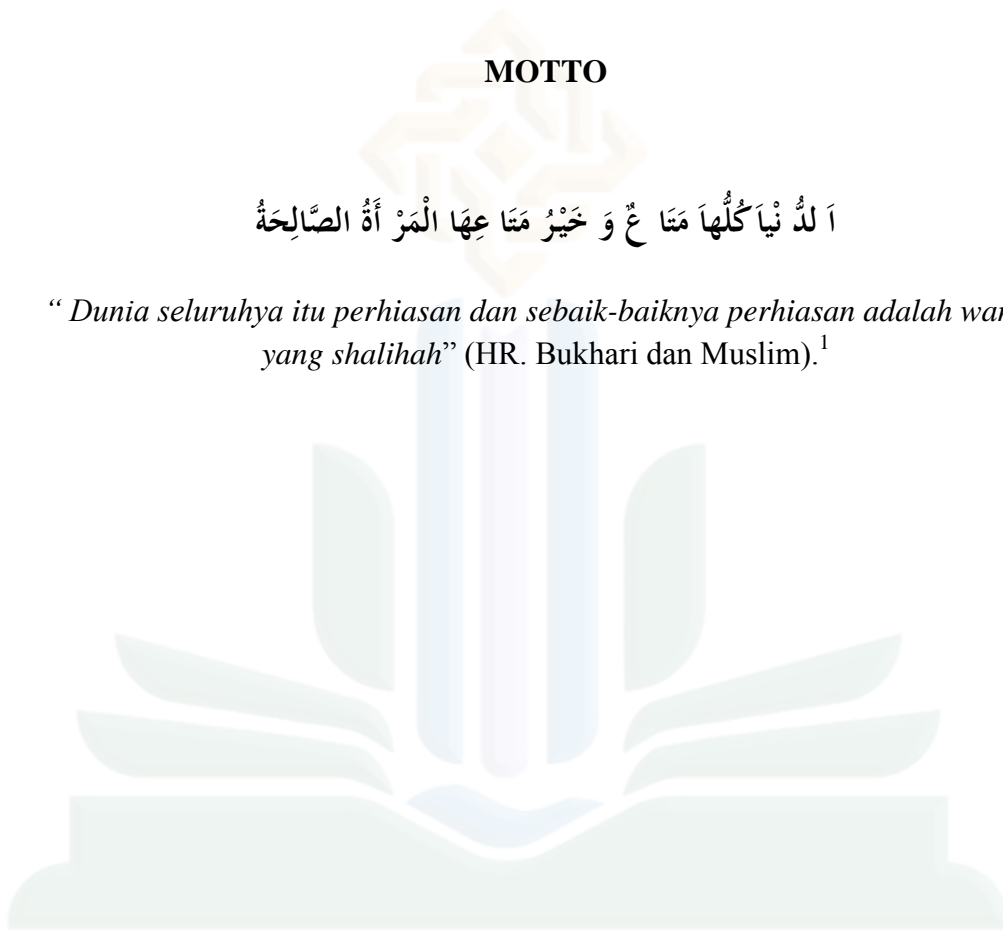 MOTTO
اَ لدُّ نْياَ كُلُّهاَ مَتَا عٌ وَ خَيْرُ مَتَا عِهَا الْمَرْ أَةُ الصَّالِحَةُ
“ Dunia seluruhya itu perhiasan dan sebaik-baiknya perhiasan adalah
yang shalihah” (HR. Bukhari dan Muslim).1